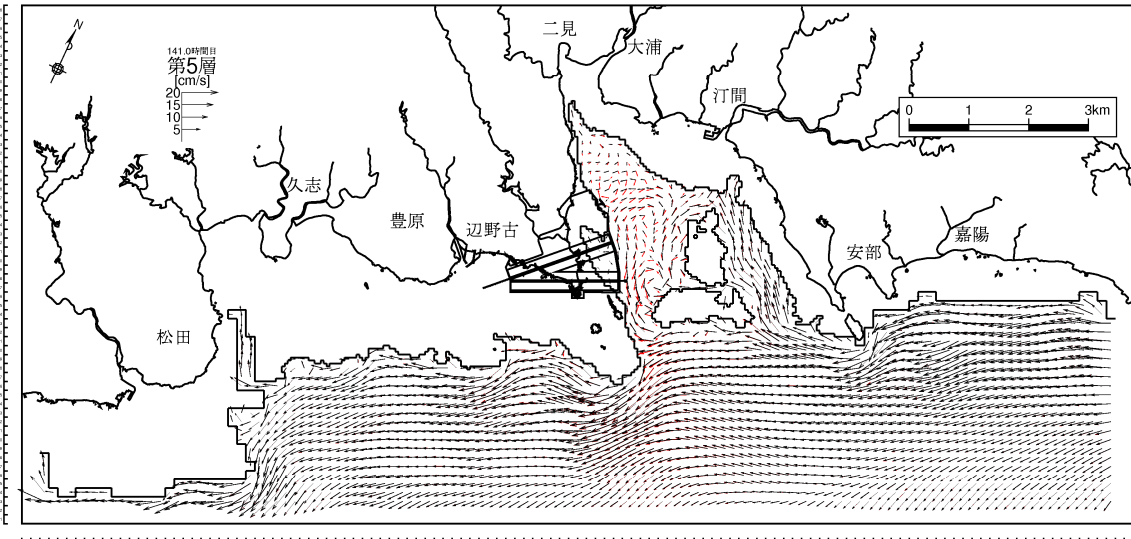 N
141.0時間目
第5層
[cm/s]
20
15
10
5
二見
大浦
汀間
0 1 2 3km
久志
豊原
辺野古
安部
嘉陽
松田